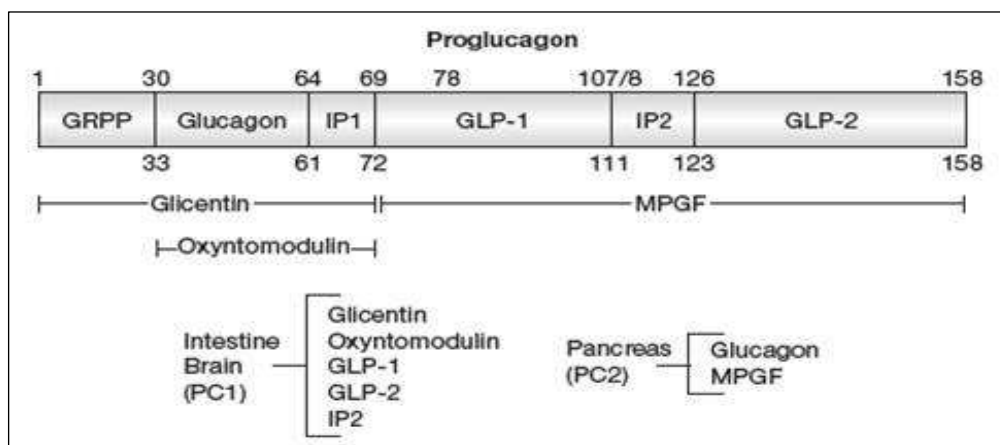 Proglucagon
1 30 64 69 78 107/8 126 158
GRPP Glucagon IP1 GLP-1 IP2 GLP-2
33 61 72 111 123 158
Glicentin MPGF
Oxyntomodulin
Intestine
Brain
(PC1)
Glicentin
Oxyntomodulin
GLP-1
GLP-2
IP2
Pancreas
(PC2)
Glucagon
MPGF